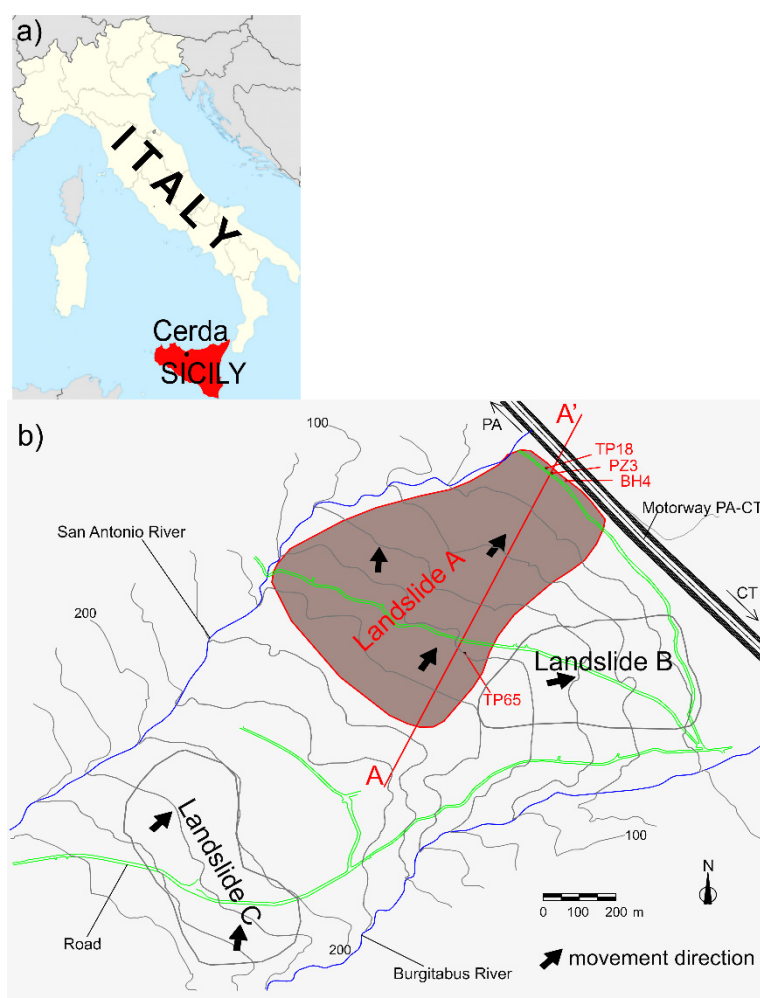 a)
ITALY
Cerda
SICILY
b)
100
PA
A'
TP18
PZ3
BH4
Motorway PA-CT
San Antonio River
Landslide A
CT
200
Landslide B
TP65
A
Landslide C
100
N
0 100 200 m
Road
200
Burgitabus River
movement direction